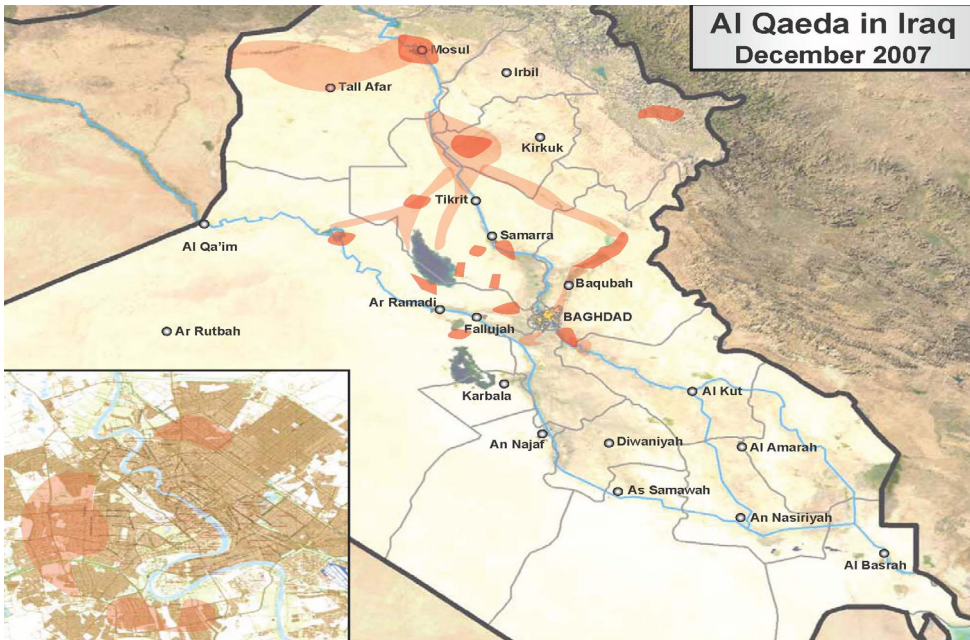 Al Qaeda in Iraq
December 2007
Mosul
Irbil
Tall Afar
Kirkuk
Tikrit
Samarra
Al Qa'im
Baqubah
Ar Ramadi
BAGHDAD
Fallujah
Ar Rutbah
Karbala
Al Kut
An Najaf
Diwaniyah
Al Amarah
As Samawah
An Nasiriyah
Al Basrah